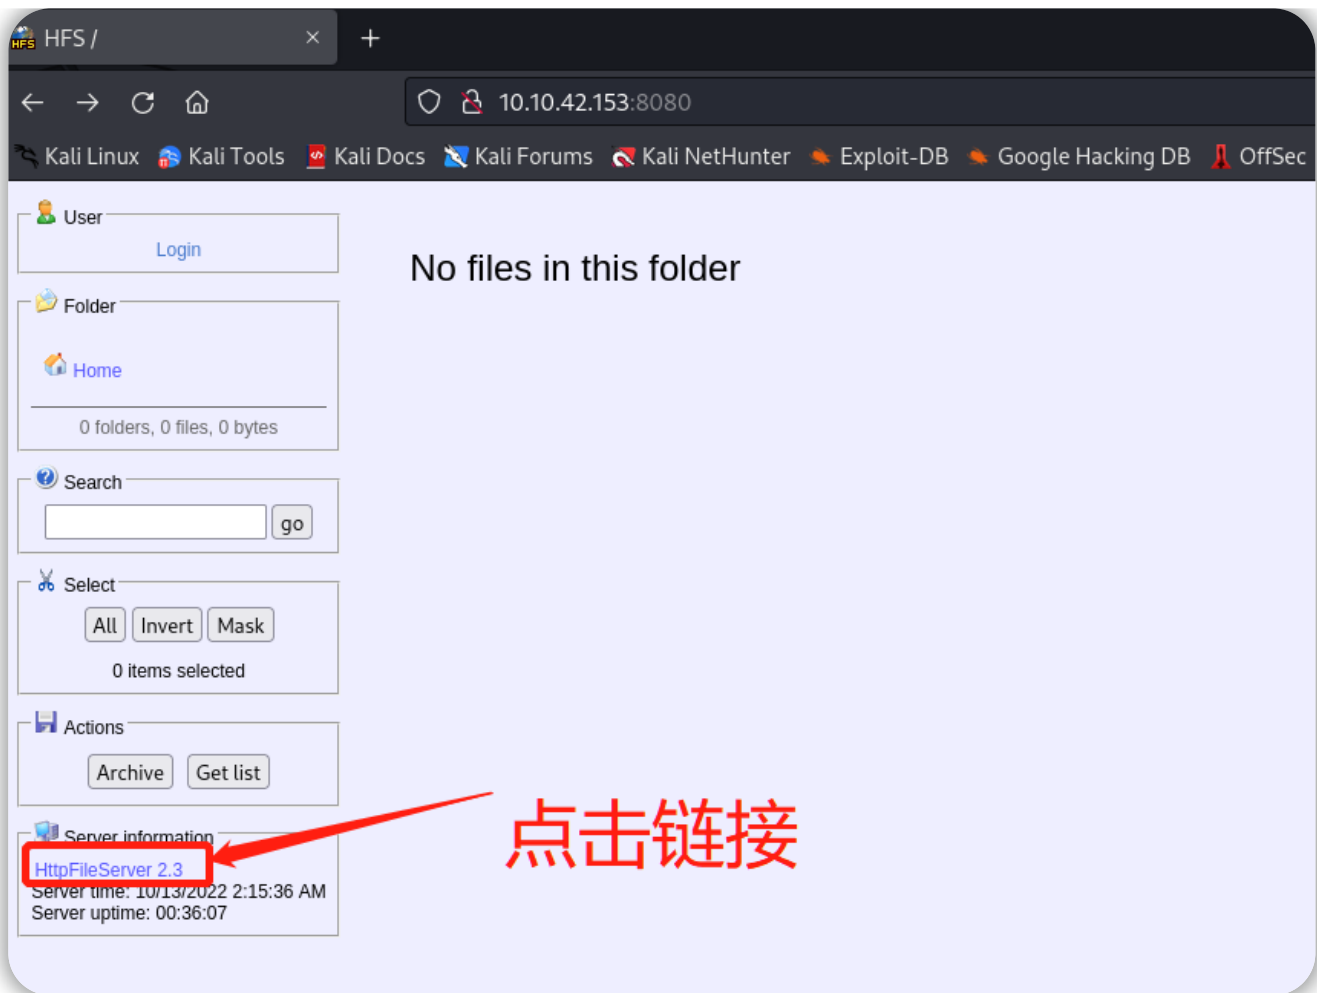 HFS /
10.10.42.153:8080
Kali Linux Kali Tools Kali Docs Kali Forums Kali NetHunter Exploit-DB Google Hacking DB OffSec
User
Login
No files in this folder
Folder
Home
0 folders, 0 files, 0 bytes
Search
go
Select
All Invert Mask
0 items selected
Actions
Archive Get list
点击链接
Server information
HttpFileServer 2.3
Server time: 10/13/2022 2:15:36 AM
Server uptime: 00:36:07